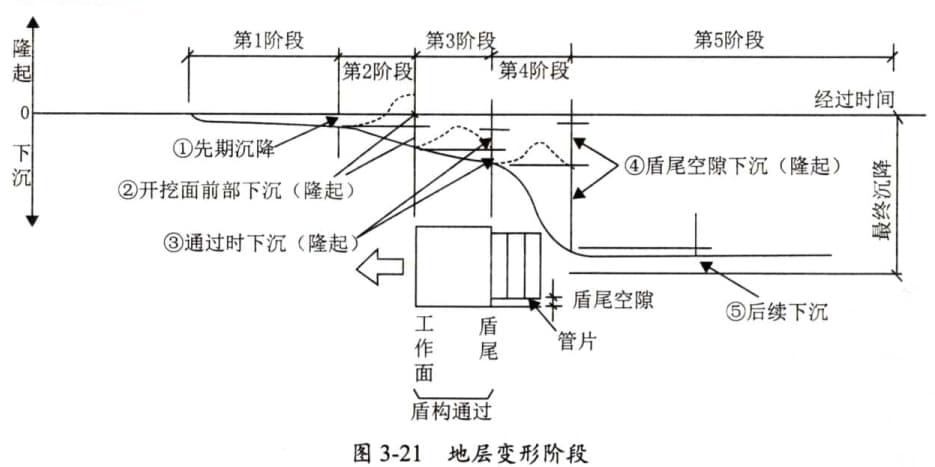 隆起
0
下沉
第1阶段
第2阶段
第3阶段
第4阶段
第5阶段
经过时间
①先期沉降
②开挖面前部下沉（隆起）
③通过时下沉（隆起）
④盾尾空隙下沉（隆起）
最终沉降
⑤后续下沉
盾尾空隙
管片
工作面
盾尾
盾构通过
图 3-21 地层变形阶段